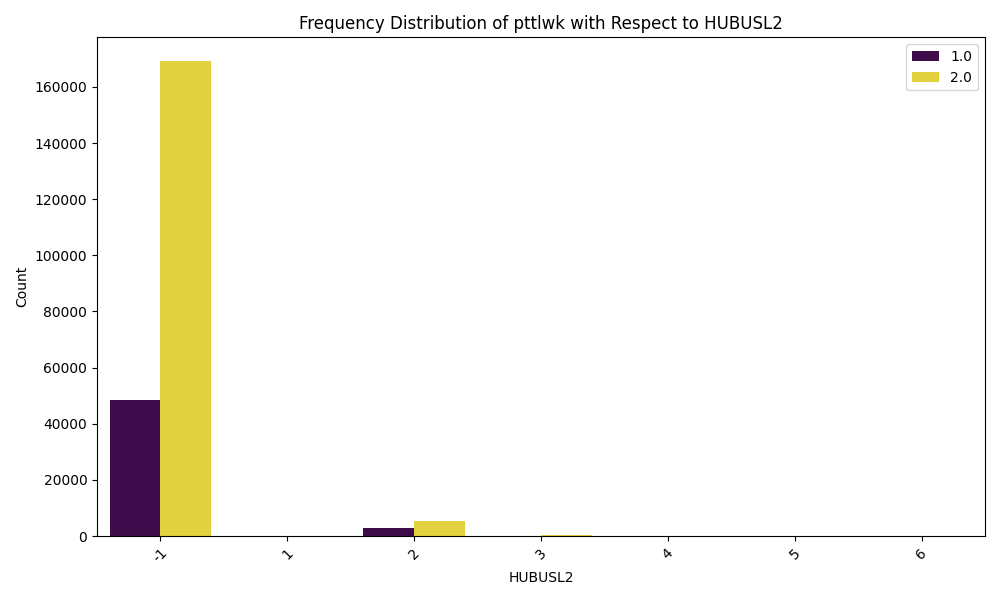 Frequency Distribution of pttlwk with Respect to HUBUSL2
1.0
2.0
Count
160000
140000
120000
100000
80000
60000
40000
20000
0
-1 1 2 3 4 5 6
HUBUSL2